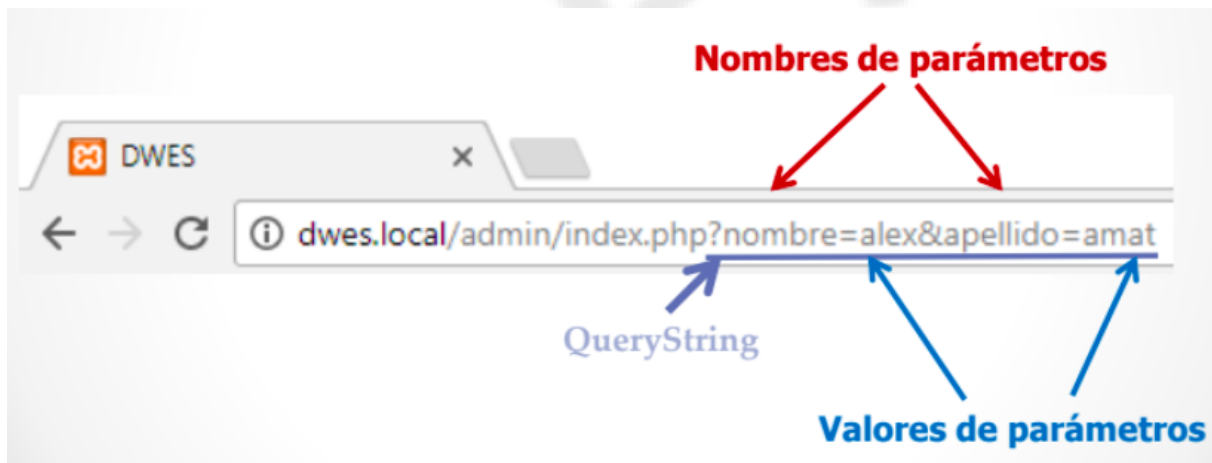 Nombres de parámetros
DWES
dwes.local/admin/index.php?nombre=alex&apellido=amat
QueryString
Valores de parámetros